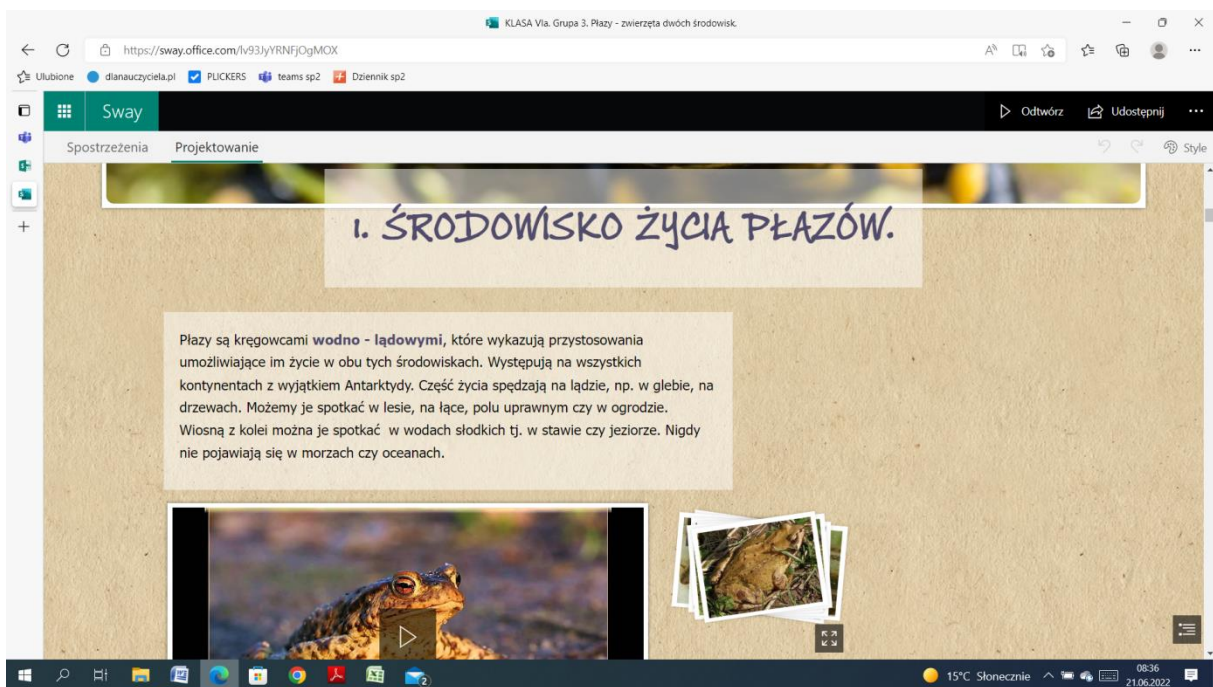 KLASA VIa. Grupa 3. Płazy - zwierzęta dwóch środowisk.
https://sway.office.com/lv93JyYRNFjOgMOX
Ulubione dlanauczyciela.pl PLICKERS teams sp2 Dziennik sp2
Sway Odtwórz Udostępnij
Spostrzeżenia Projektowanie Style
1. ŚRODOWISKO ŻYCIA PŁAZÓW.
Płazy są kręgowcami wodno - lądowymi, które wykazują przystosowania
umożliwiające im życie w obu tych środowiskach. Występują na wszystkich
kontynentach z wyjątkiem Antarktydy. Część życia spędzają na lądzie, np. w glebie, na
drzewach. Możemy je spotkać w lesie, na łące, polu uprawnym czy w ogrodzie.
Wiosną z kolei można je spotkać w wodach słodkich tj. w stawie czy jeziorze. Nigdy
nie pojawiają się w morzach czy oceanach.
15°C Słonecznie 08:36
21.06.2022